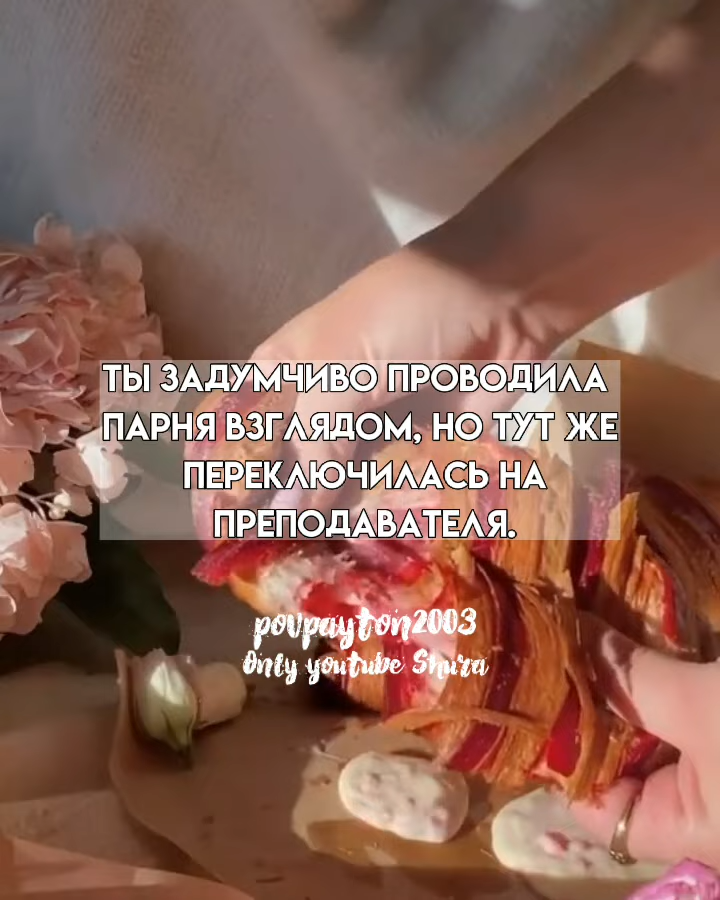 ТЫ ЗАДУМЧИВО ПРОВОДИЛА
ПАРНЯ ВЗГЛЯДОМ, НО ТУТ ЖЕ
ПЕРЕКЛЮЧИЛАСЬ НА
ПРЕПОДАВАТЕЛЯ.
povpayton2003
Only youtube Shura